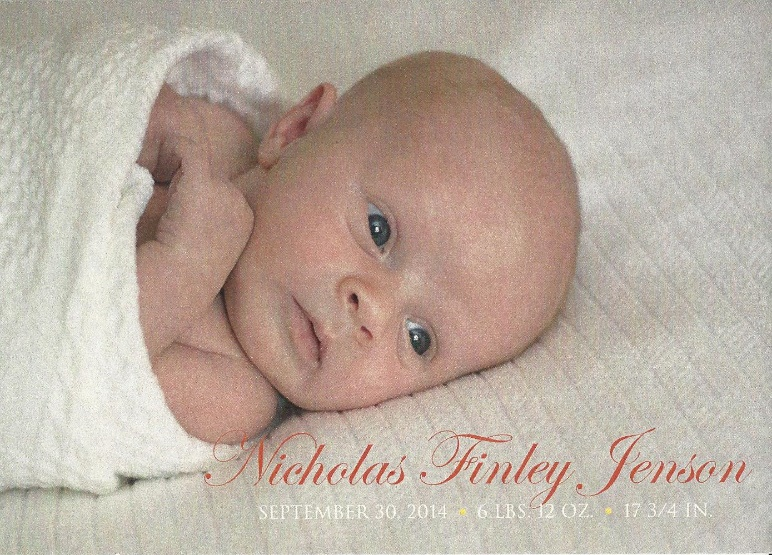 Nicholas Finley Jenson
SEPTEMBER 30, 2014 • 6 LBS. 12 OZ. • 17 3/4 IN.